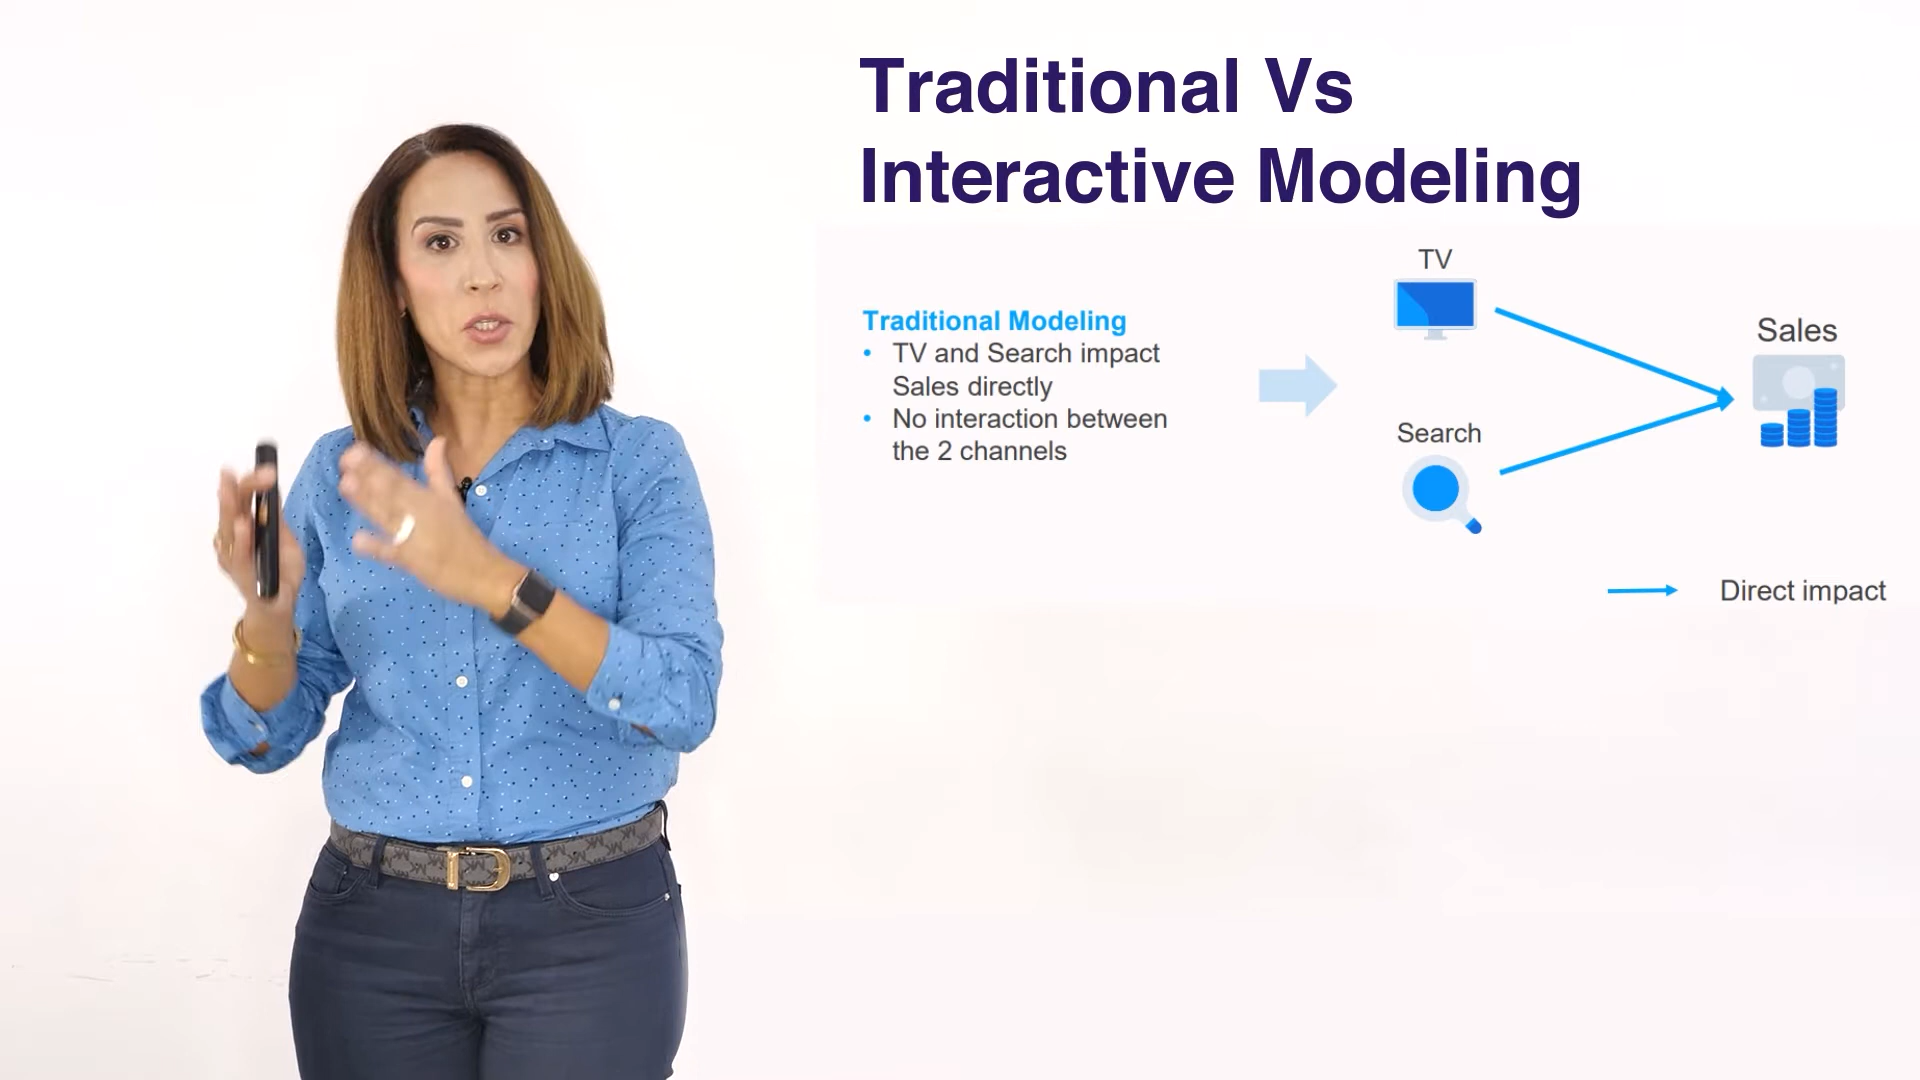 Traditional Vs
Interactive Modeling
Traditional Modeling
• TV and Search impact
Sales directly
• No interaction between
the 2 channels
TV
Search
Sales
Direct impact